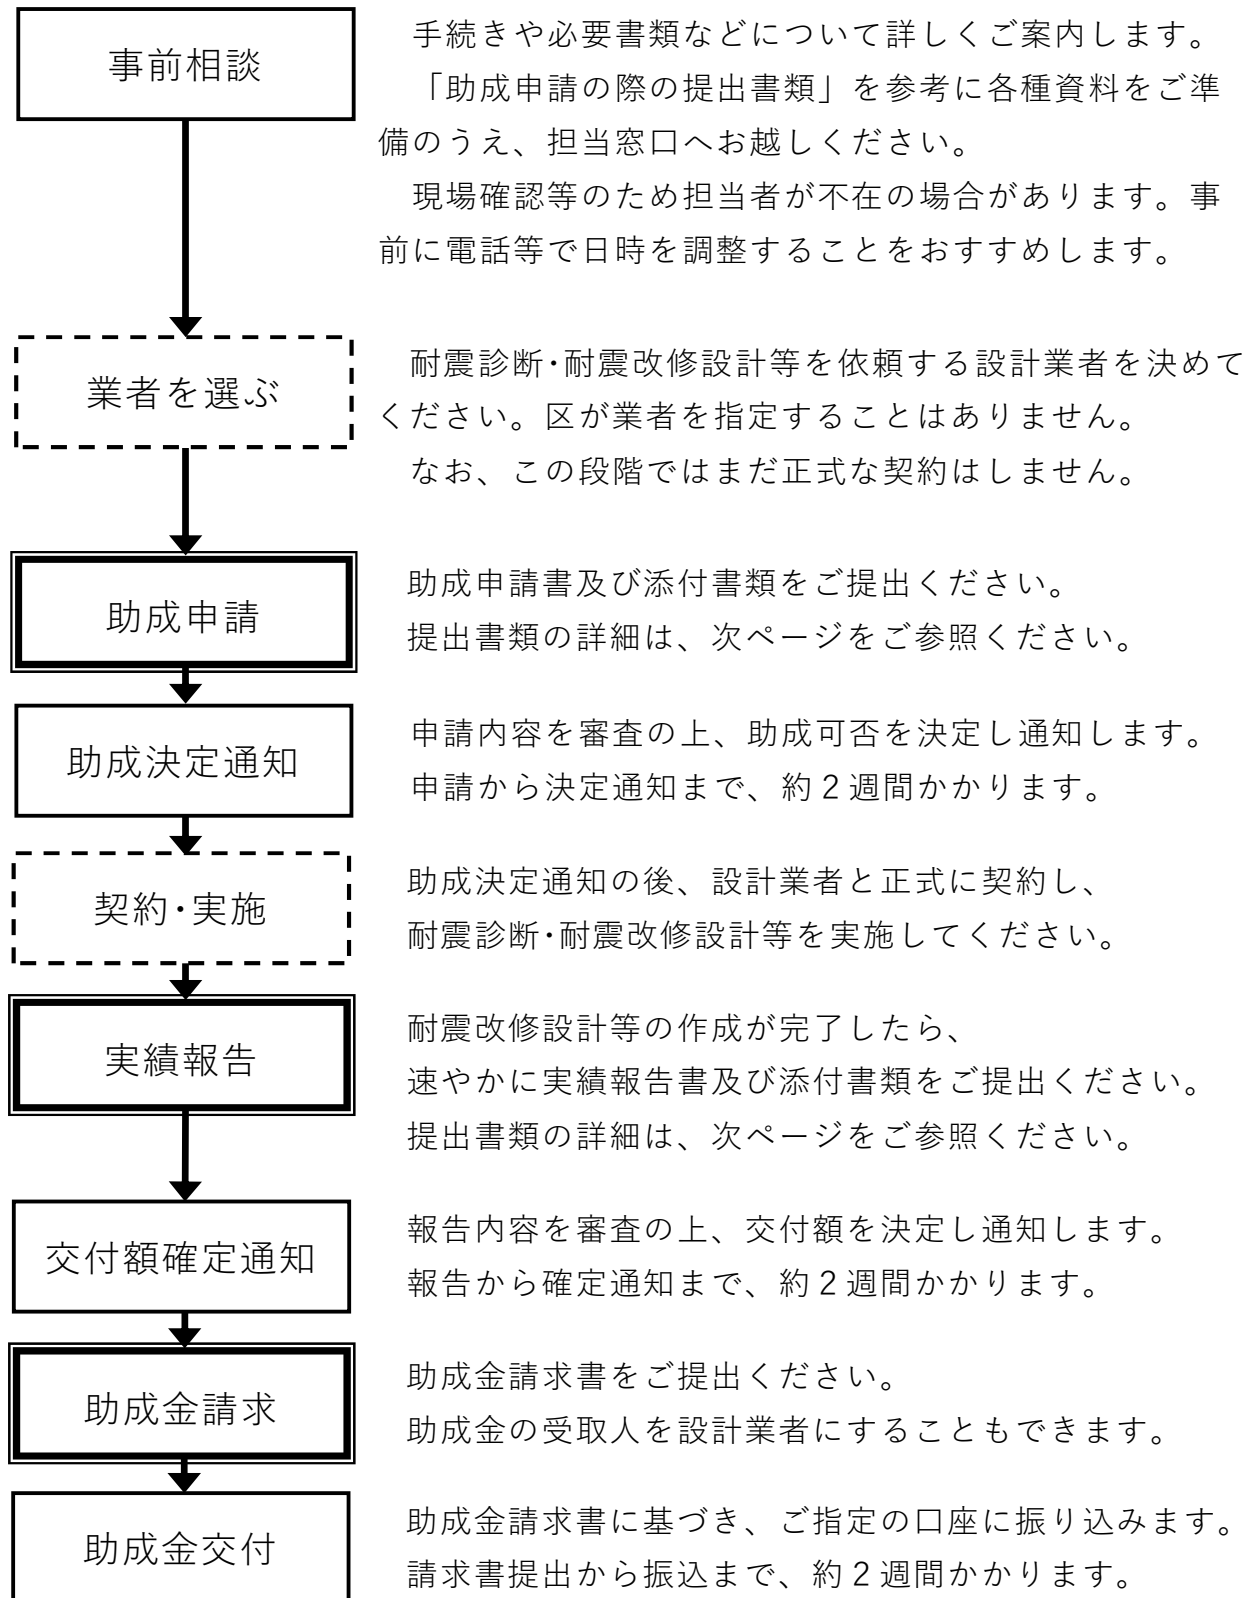 事前相談
手続きや必要書類などについて詳しくご案内します。
「助成申請の際の提出書類」を参考に各種資料をご準
備のうえ、担当窓口へお越しください。
現場確認等のため担当者が不在の場合があります。事
前に電話等で日時を調整することをおすすめします。
業者を選ぶ
耐震診断・耐震改修設計等を依頼する設計業者を決めて
ください。区が業者を指定することはありません。
なお、この段階ではまだ正式な契約はしません。
助成申請
助成申請書及び添付書類をご提出ください。
提出書類の詳細は、次ページをご参照ください。
助成決定通知
申請内容を審査の上、助成可否を決定し通知します。
申請から決定通知まで、約２週間かかります。
契約・実施
助成決定通知の後、設計業者と正式に契約し、
耐震診断・耐震改修設計等を実施してください。
実績報告
耐震改修設計等の作成が完了したら、
速やかに実績報告書及び添付書類をご提出ください。
提出書類の詳細は、次ページをご参照ください。
交付額確定通知
報告内容を審査の上、交付額を決定し通知します。
報告から確定通知まで、約２週間かかります。
助成金請求
助成金請求書をご提出ください。
助成金の受取人を設計業者にすることもできます。
助成金交付
助成金請求書に基づき、ご指定の口座に振り込みます。
請求書提出から振込まで、約２週間かかります。